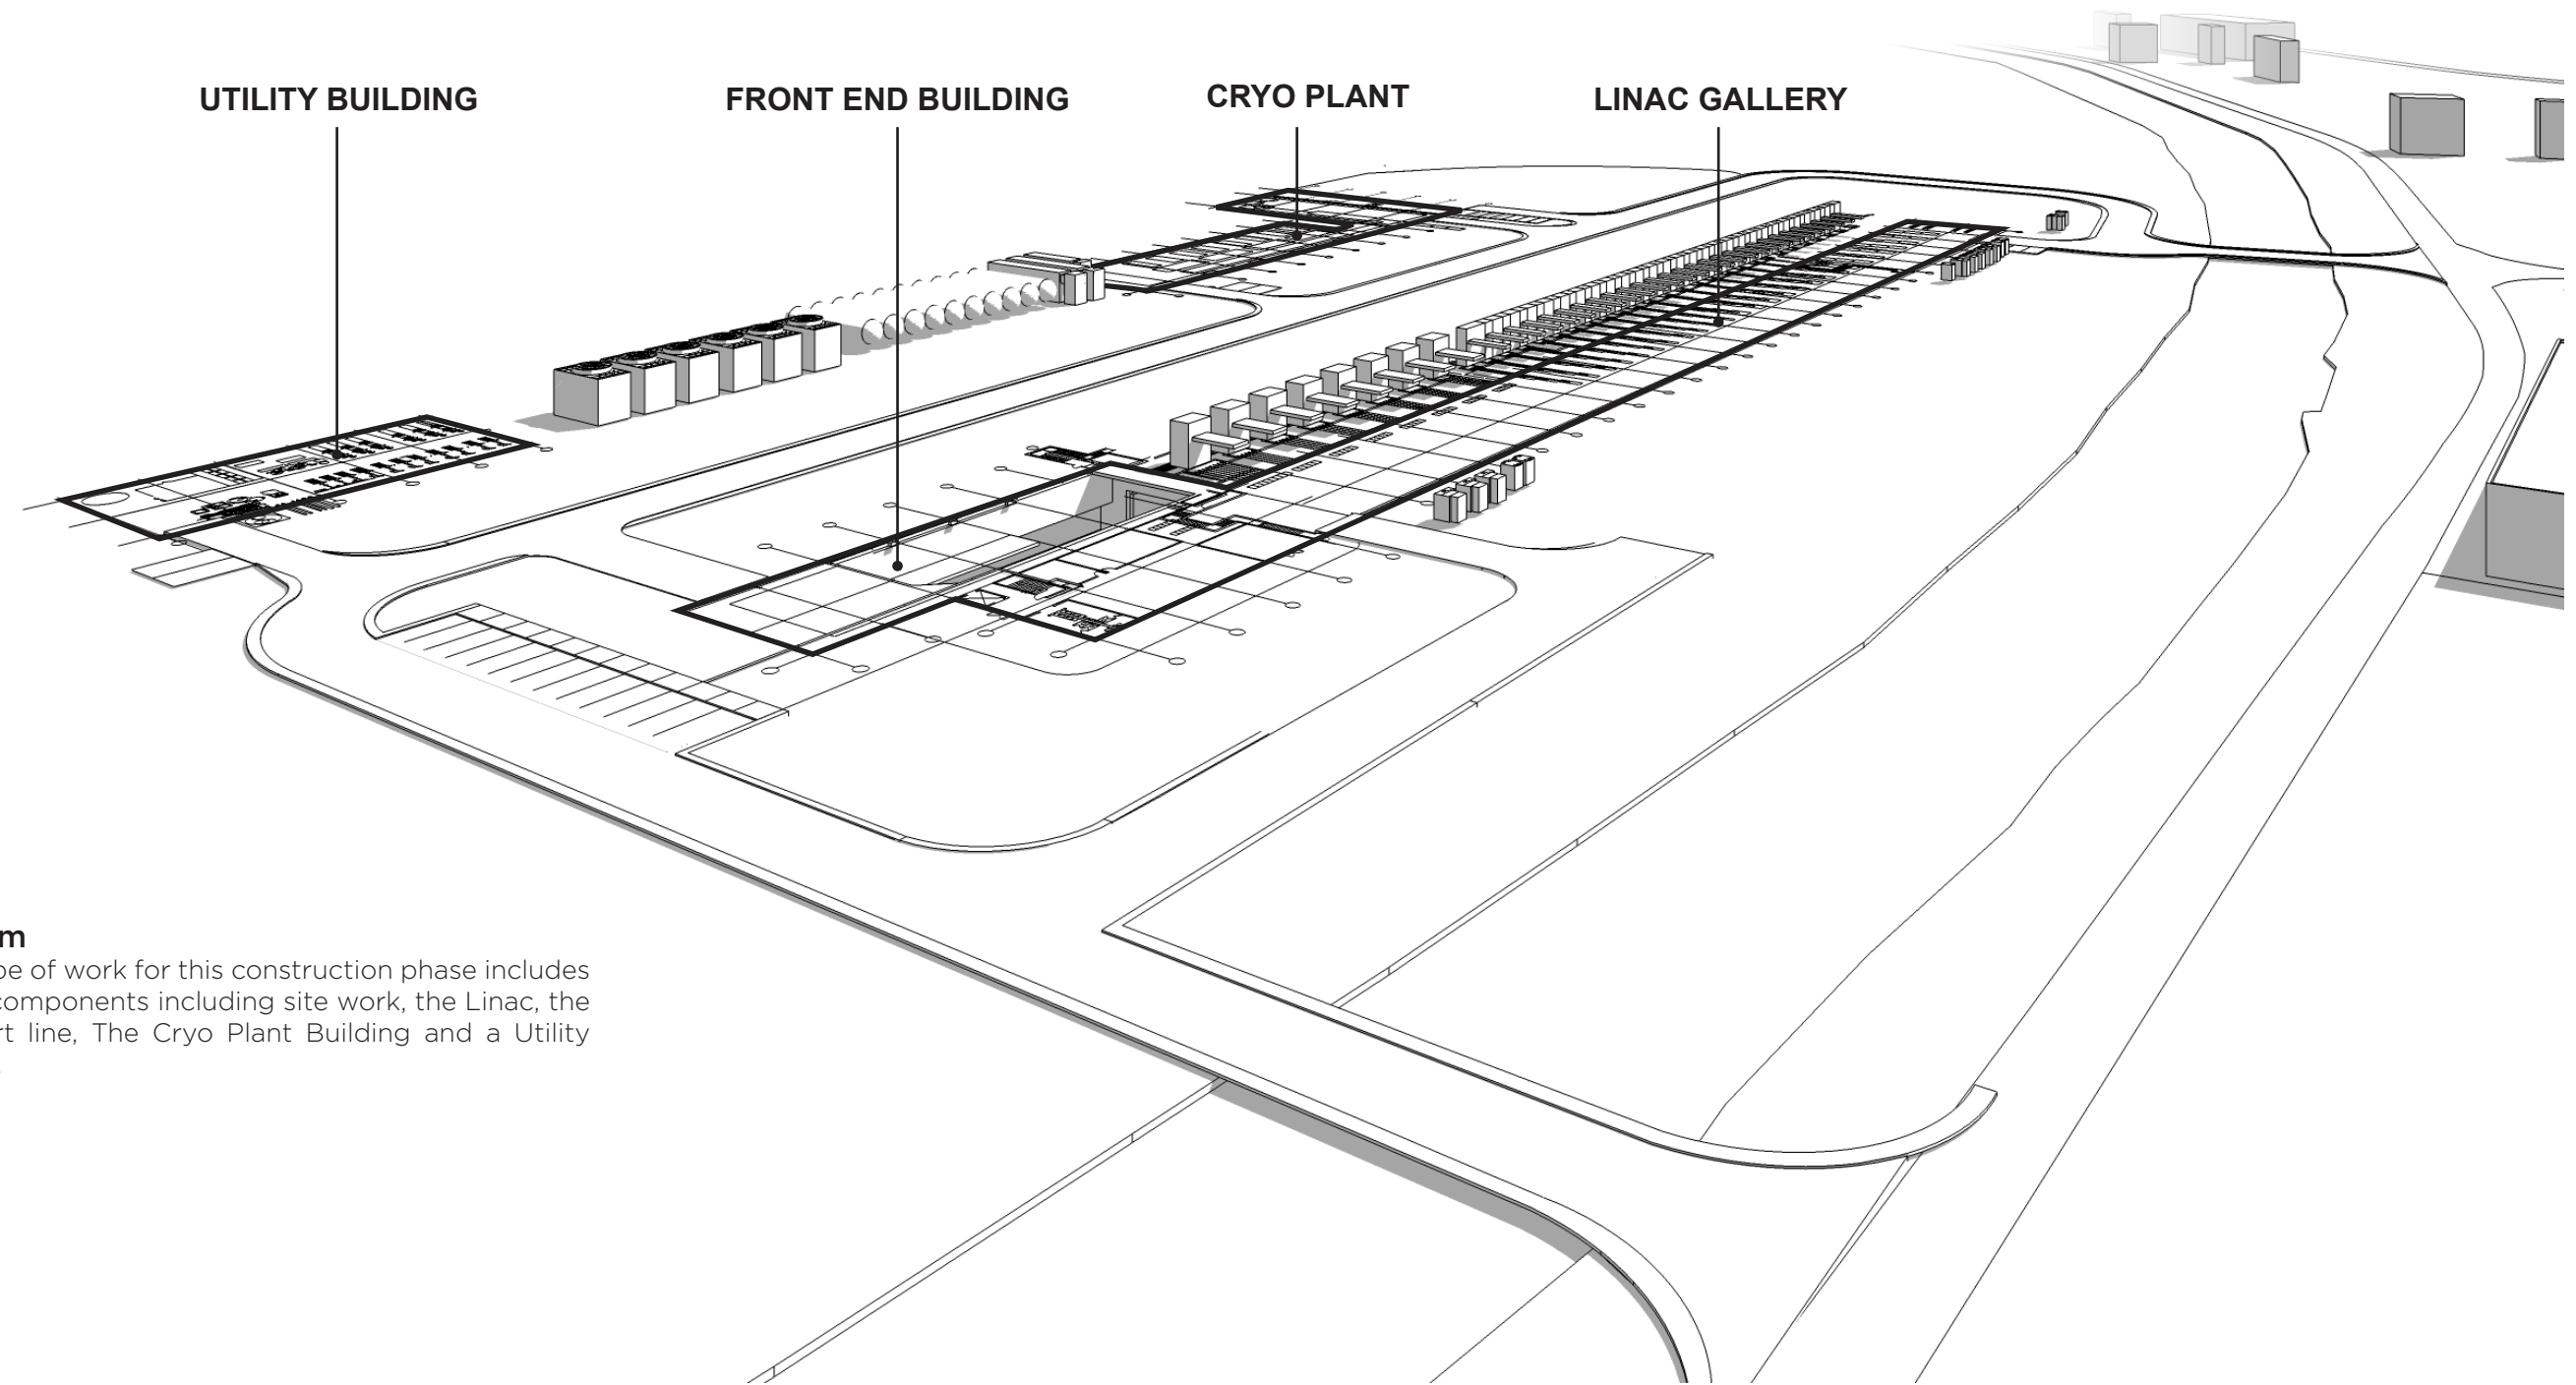 UTILITY BUILDING
FRONT END BUILDING
CRYO PLANT
LINAC GALLERY
of work for this construction phase includes
components including site work, the Linac, the
line, The Cryo Plant Building and a Utility